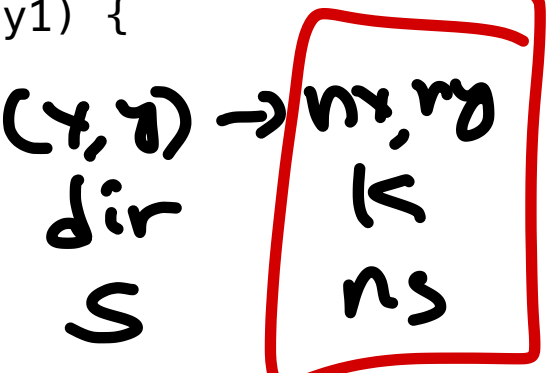 y1) {
(x,y) → nx, ny
dir K
s ns